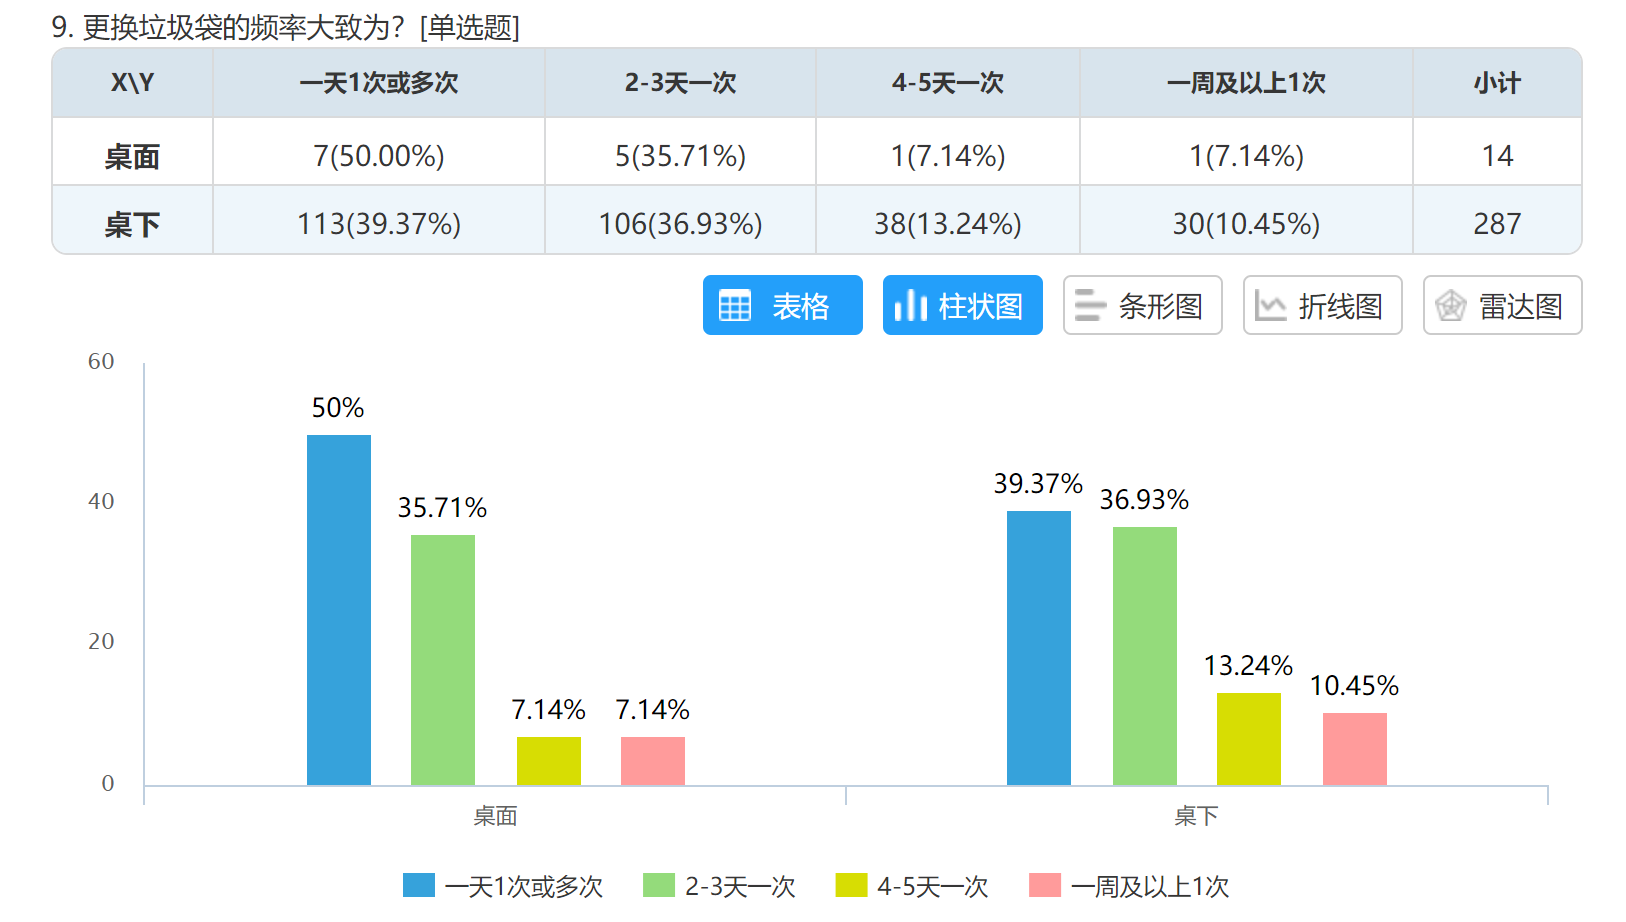 9. 更换垃圾袋的频率大致为？[单选题]
X\Y 一天1次或多次 2-3天一次 4-5天一次 一周及以上1次 小计
桌面 7(50.00%) 5(35.71%) 1(7.14%) 1(7.14%) 14
桌下 113(39.37%) 106(36.93%) 38(13.24%) 30(10.45%) 287
表格 柱状图 条形图 折线图 雷达图
60
50%
39.37%
36.93%
40
35.71%
20
13.24%
10.45%
7.14% 7.14%
0
桌面 桌下
一天1次或多次 2-3天一次 4-5天一次 一周及以上1次